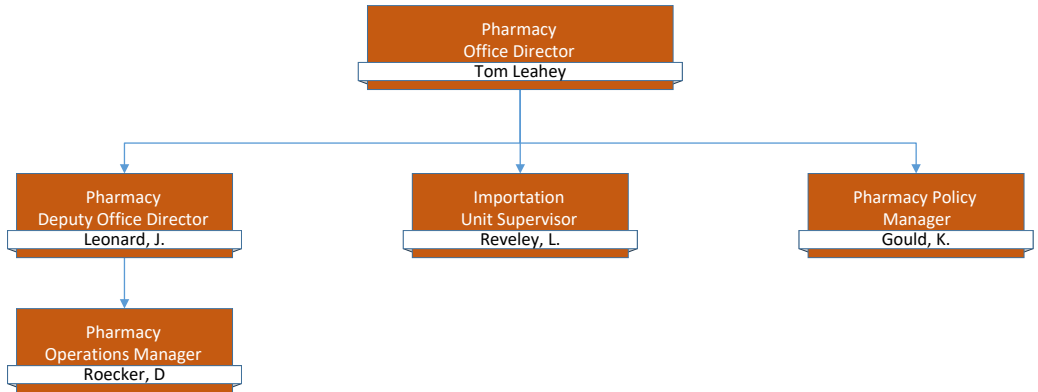 Pharmacy
Office Director
Tom Leahey
Pharmacy
Deputy Office Director
Leonard, J.
Importation
Unit Supervisor
Reveley, L.
Pharmacy Policy
Manager
Gould, K.
Pharmacy
Operations Manager
Roecker, D